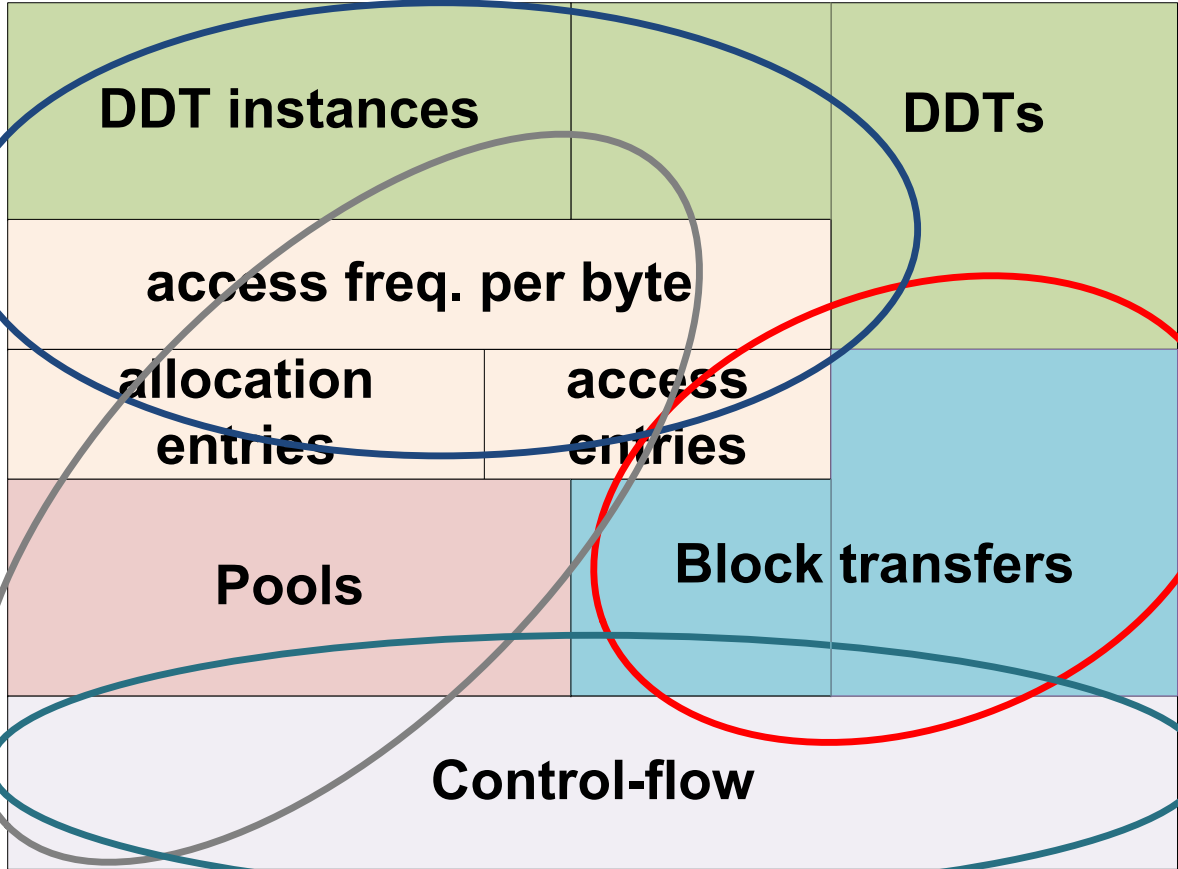 DDT instances
DDTs
access freq. per byte
allocation
entries
access
entries
Pools
Block transfers
Control-flow